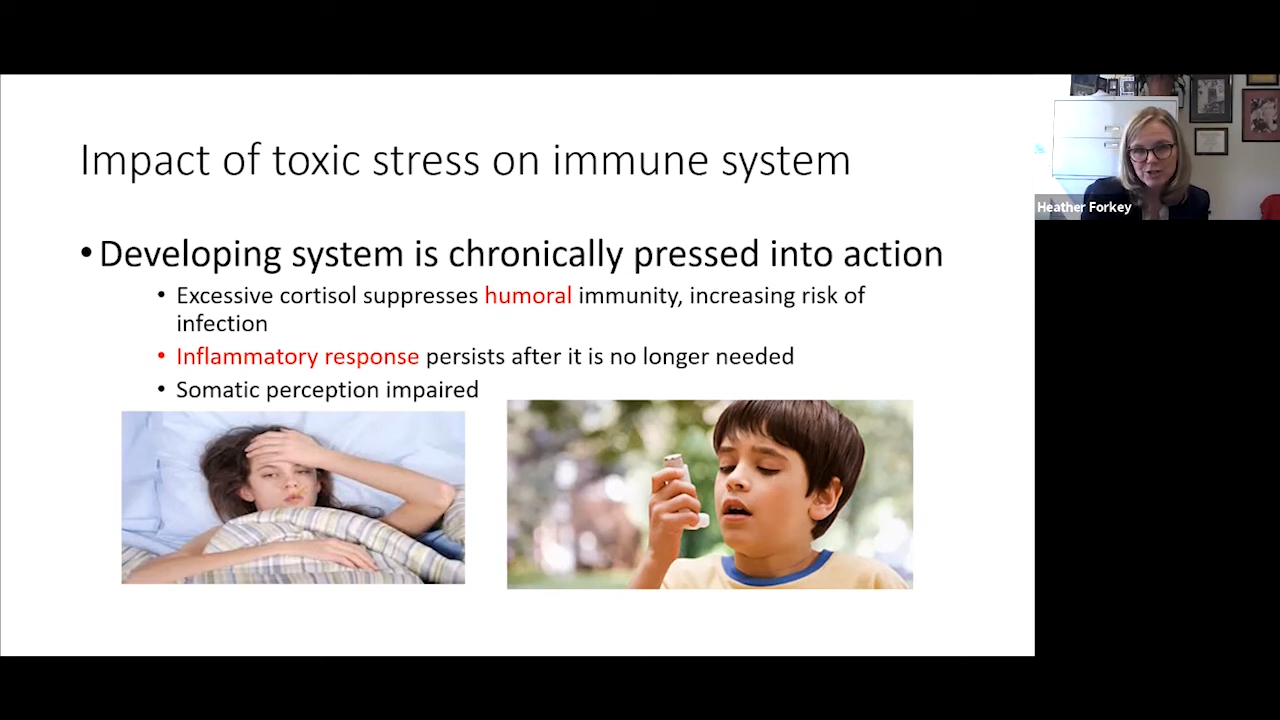 Impact of toxic stress on immune system
Heather Forkey
• Developing system is chronically pressed into action
• Excessive cortisol suppresses humoral immunity, increasing risk of
infection
• Inflammatory response persists after it is no longer needed
• Somatic perception impaired